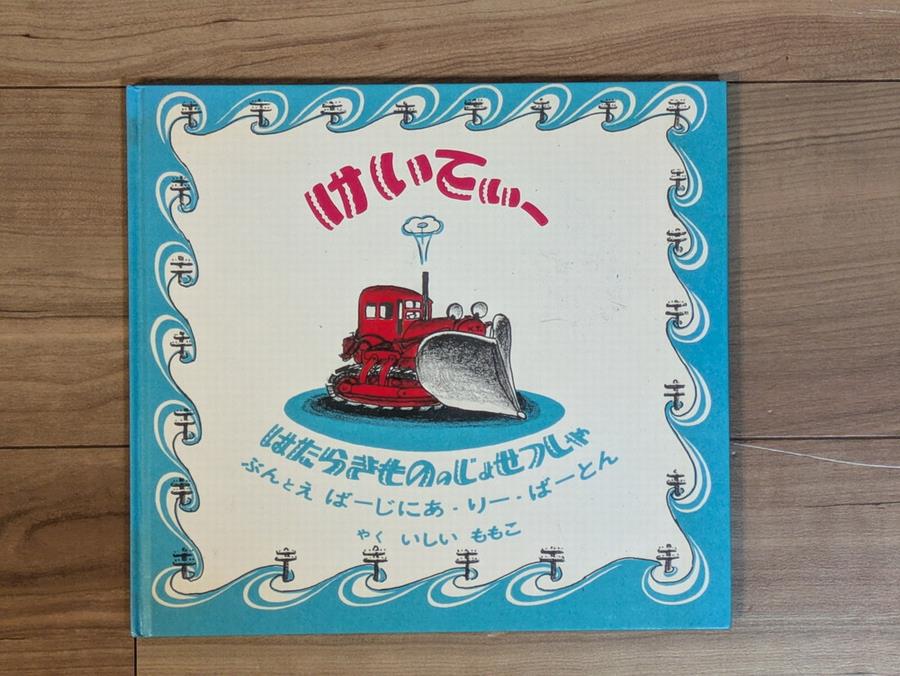 けいてぃー
はたらきもののじょせつしゃ
ぶんとえ ばーじにあ・りー・ばーとん
やく いしい ももこ